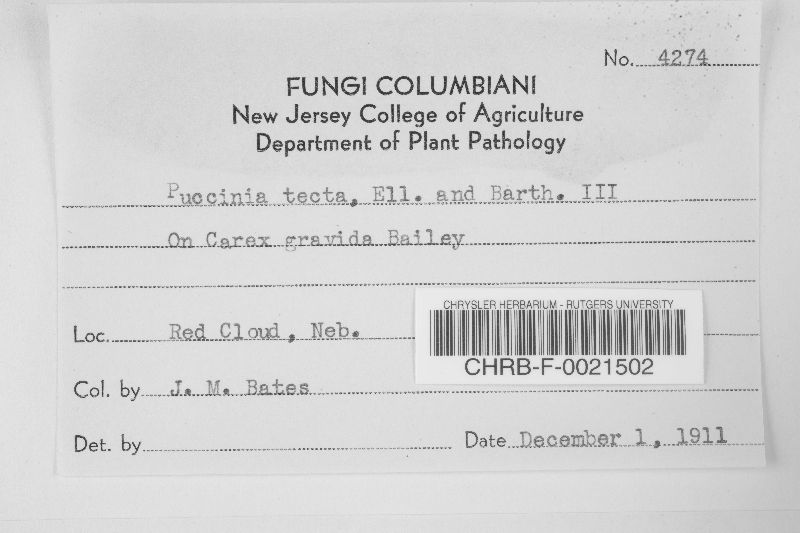 No. 4274
FUNGI COLUMBIANI
New Jersey College of Agriculture
Department of Plant Pathology
Puccinia tecta, Ell. and Barth. III
On Carex gravida Bailey
Loc. Red Cloud, Neb.
CHRYSLER HERBARIUM - RUTGERS UNIVERSITY
CHRB-F-0021502
Col. by J. M. Bates
Det. by
Date December 1, 1911